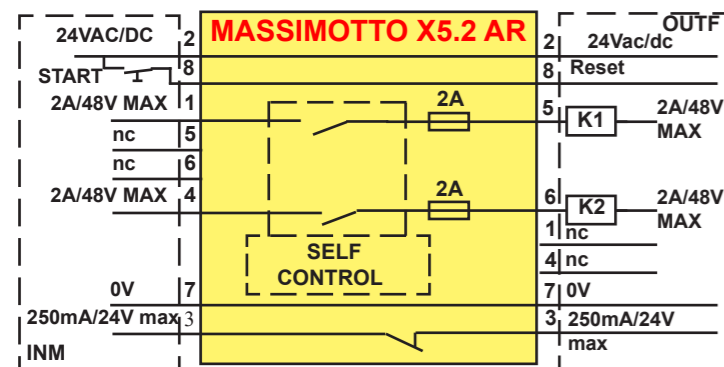 MASSIMOTTO X5.2 AR
OUTF
24VAC/DC 2
2 24Vac/dc
START 8
8 Reset
2A/48V MAX 1
2A
5 K1 2A/48V
MAX
nc 5
nc 6
2A/48V MAX 4
2A
6 K2 2A/48V
MAX
1 nc
SELF
CONTROL
4 nc
0V 7
7 0V
250mA/24V max 3
3 250mA/24V
max
INM